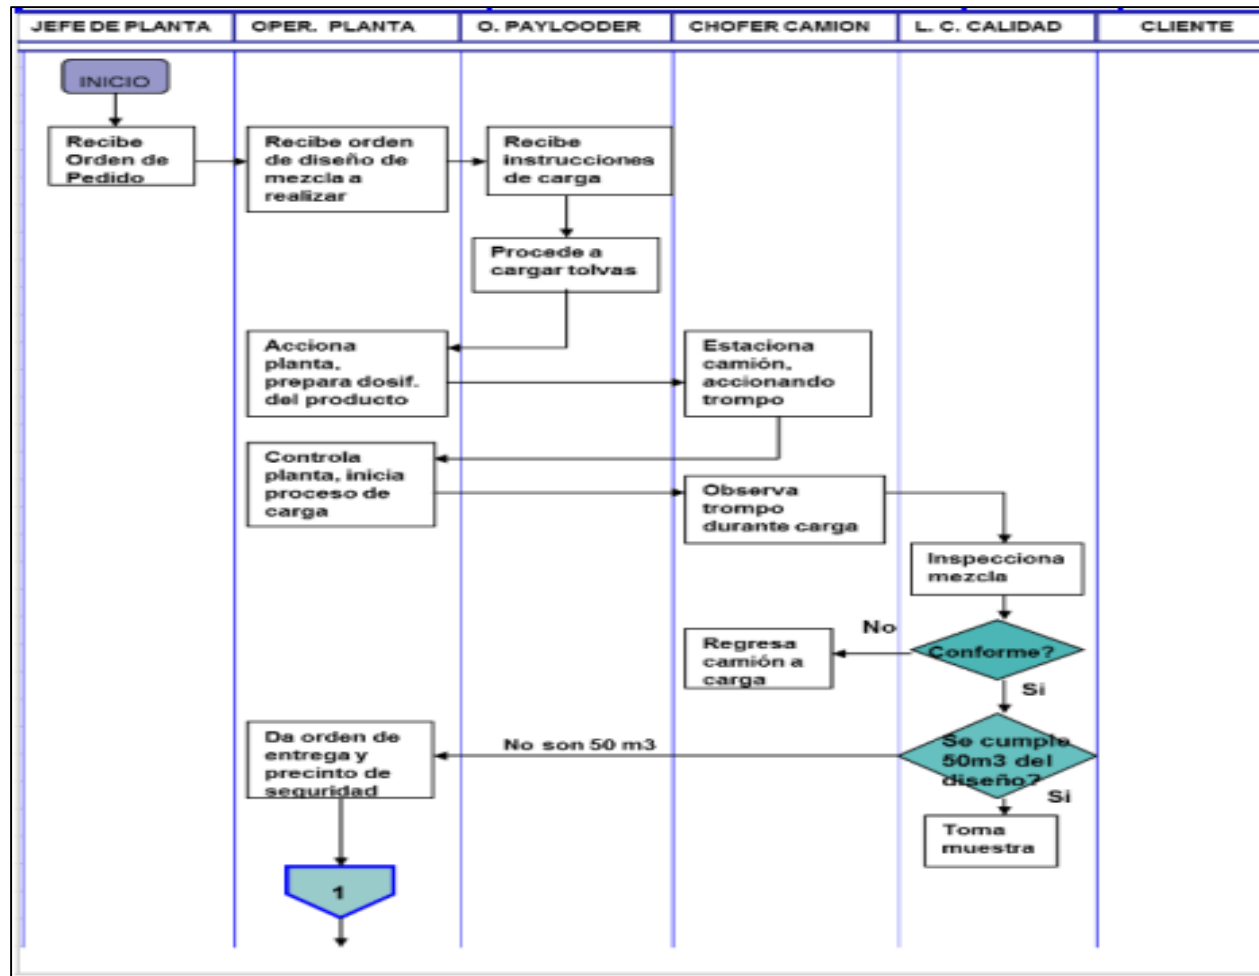 JEFE DE PLANTA
OPER. PLANTA
O. PAYLOODER
CHOFER CAMION
L. C. CALIDAD
CLIENTE
INICIO
Recibe
Orden de
Pedido
Recibe orden
de diseño de
mezcla a
realizar
Recibe
instrucciones
de carga
Procede a
cargar tolvas
Acciona
planta,
prepara dosif.
del producto
Estaciona
camión,
accionando
trompo
Controla
planta, inicia
proceso de
carga
Observa
trompo
durante carga
Inspecciona
mezcla
No
Conforme?
Regresa
camión a
carga
Si
Da orden de
entrega y
precinto de
seguridad
No son 50 m3
Se cumple
50m3 del
diseño?
Si
Toma
muestra
1